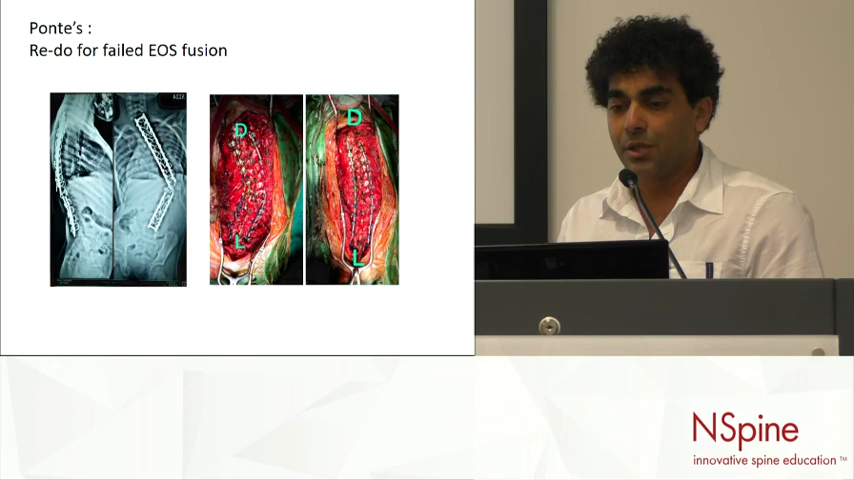 Ponte's :
Re-do for failed EOS fusion
D
D
L
L
NSpine
innovative spine education™